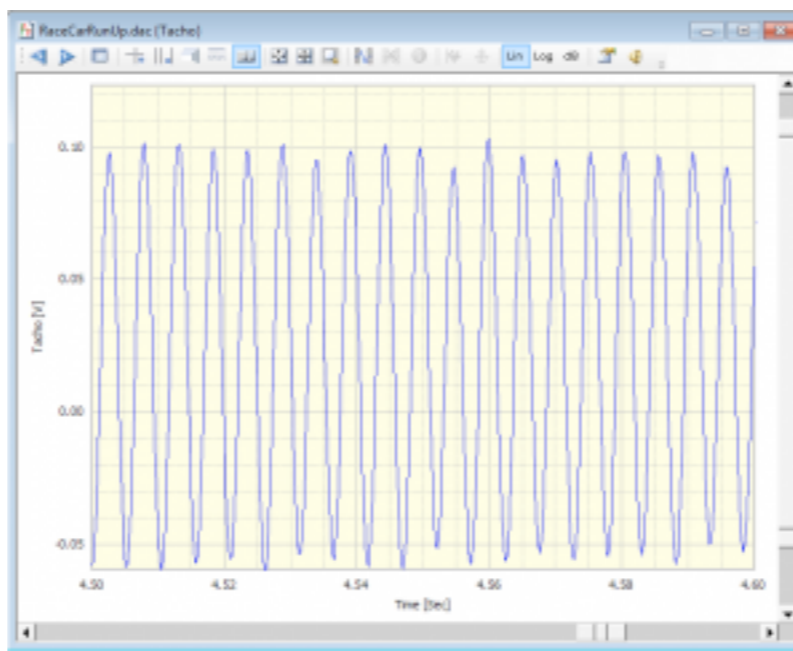 RaceCarRunUp.dac (Tacho)
Lin Log dB
0.10
0.05
0.00
-0.05
Tacho [V]
4.50 4.52 4.54 4.56 4.58 4.60
Time [Sec]